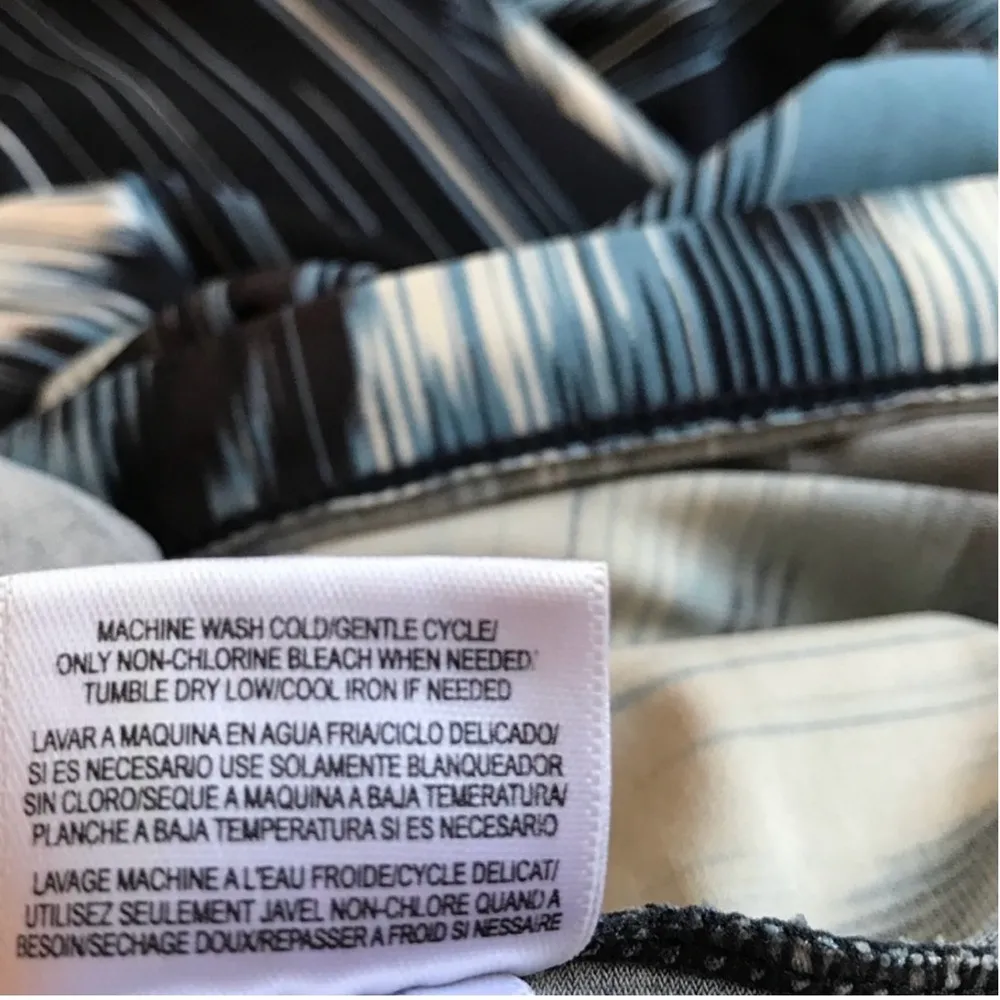 MACHINE WASH COLD/GENTLE CYCLE/
ONLY NON-CHLORINE BLEACH WHEN NEEDED/
TUMBLE DRY LOW/COOL IRON IF NEEDED
LAVAR A MAQUINA EN AGUA FRIA/CICLO DELICADO/
SI ES NECESARIO USE SOLAMENTE BLANQUEADOR
SIN CLORO/SEQUE A MAQUINA A BAJA TEMERATURA/
PLANCHE A BAJA TEMPERATURA SI ES NECESARIO
LAVAGE MACHINE A L'EAU FROIDE/CYCLE DELICAT/
UTILISEZ SEULEMENT JAVEL NON-CHLORE QUAND A
BESOIN/SECHAGE DOUX/REPASSER A FROID SI NESSAIRE